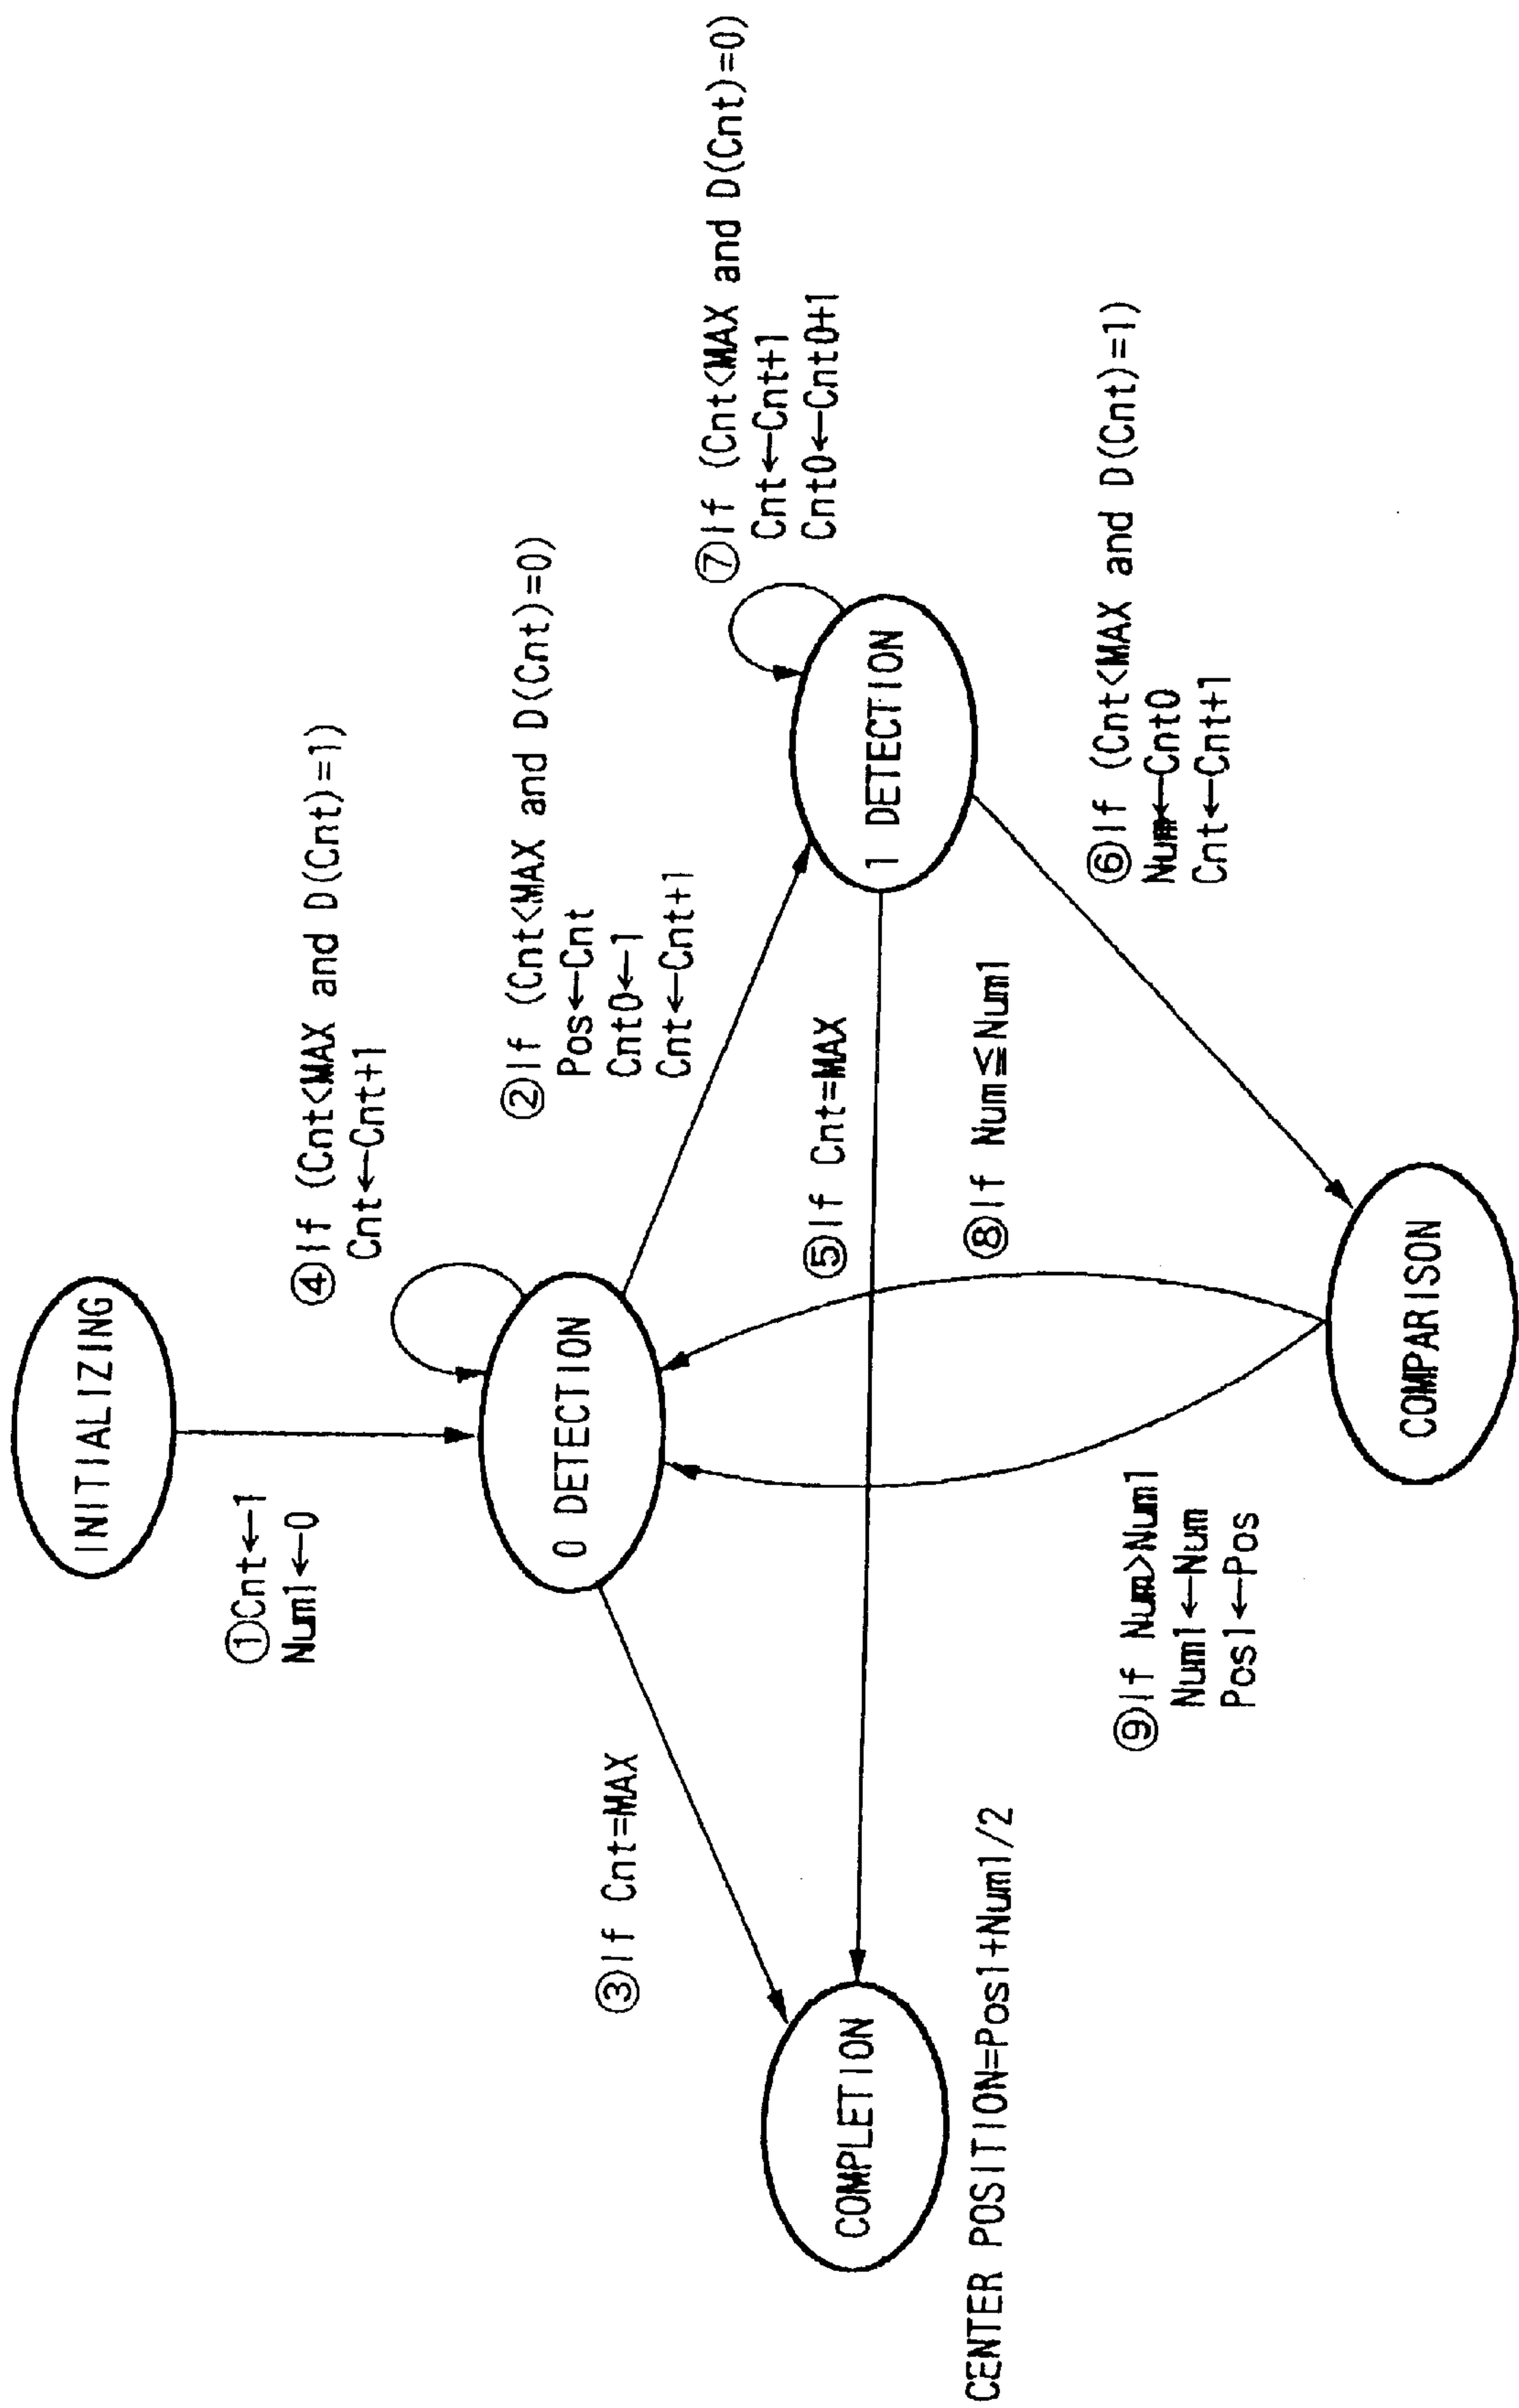 INITIALIZING
①Cnt←1
Num1←0
④If (Cnt<MAX and D(Cnt)=1)
Cnt←Cnt+1
0 DETECTION
②If (Cnt<MAX and D(Cnt)=0)
Pos←Cnt
Cnt0←1
Cnt←Cnt+1
③If Cnt=MAX
⑦If (Cnt<MAX and D(Cnt)=0)
Cnt←Cnt+1
Cnt0←Cnt0+1
COMPLETION
⑤If Cnt=MAX
1 DETECTION
CENTER POSITION=Pos1+Num1/2
⑧If Num≦Num1
⑨If Num>Num1
Num1←Num
Pos1←Pos
⑥If (Cnt<MAX and D(Cnt)=1)
Num←Cnt0
Cnt←Cnt+1
COMPARISON